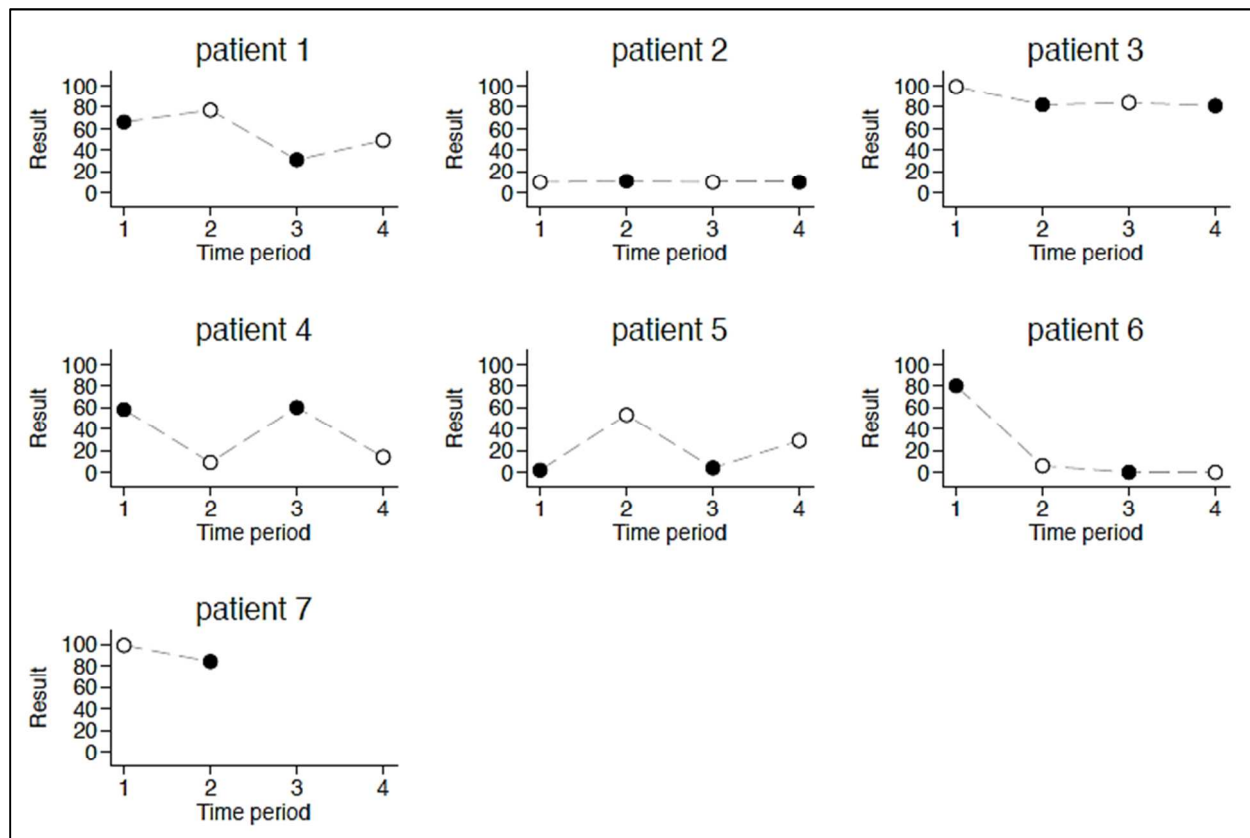 patient 1
100
80
60
40
20
0
Result
1 2 3 4
Time period
patient 2
100
80
60
40
20
0
Result
1 2 3 4
Time period
patient 3
100
80
60
40
20
0
Result
1 2 3 4
Time period
patient 4
100
80
60
40
20
0
Result
1 2 3 4
Time period
patient 5
100
80
60
40
20
0
Result
1 2 3 4
Time period
patient 6
100
80
60
40
20
0
Result
1 2 3 4
Time period
patient 7
100
80
60
40
20
0
Result
1 2 3 4
Time period